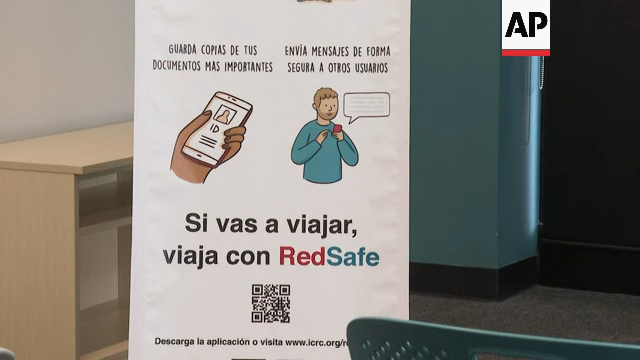 AP
GUARDA COPIAS DE TUS
DOCUMENTOS MAS IMPORTANTES
ENVÍA MENSAJES DE FORMA
SEGURA A OTROS USUARIOS
ID
Si vas a viajar,
viaja con RedSafe
Descarga la aplicación o visita www.icrc.org/re